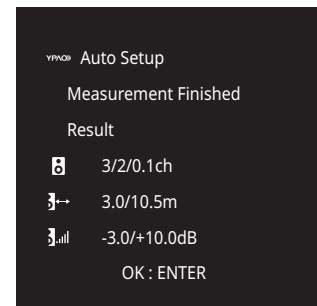 YPAO Auto Setup
Measurement Finished
Result
3/2/0.1ch
3.0/10.5m
-3.0/+10.0dB
OK : ENTER